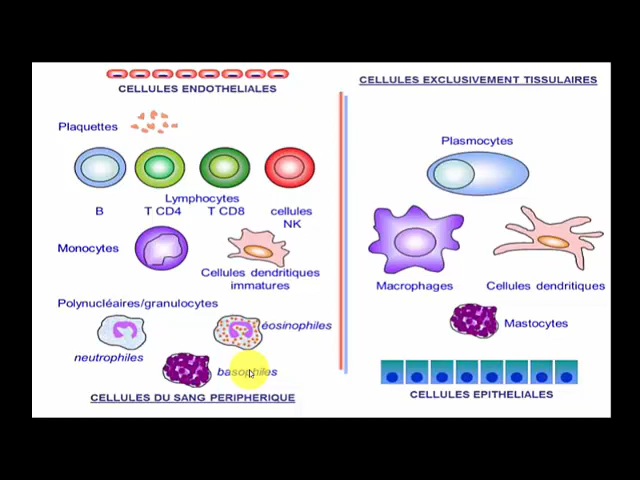 CELLULES ENDOTHELIALES
Plaquettes
Lymphocytes
B
T CD4
T CD8
cellules
NK
Monocytes
Cellules dendritiques
immatures
Polynucléaires/granulocytes
éosinophiles
neutrophiles
basophiles
CELLULES DU SANG PERIPHERIQUE
CELLULES EXCLUSIVEMENT TISSULAIRES
Plasmocytes
Macrophages
Cellules dendritiques
Mastocytes
CELLULES EPITHELIALES